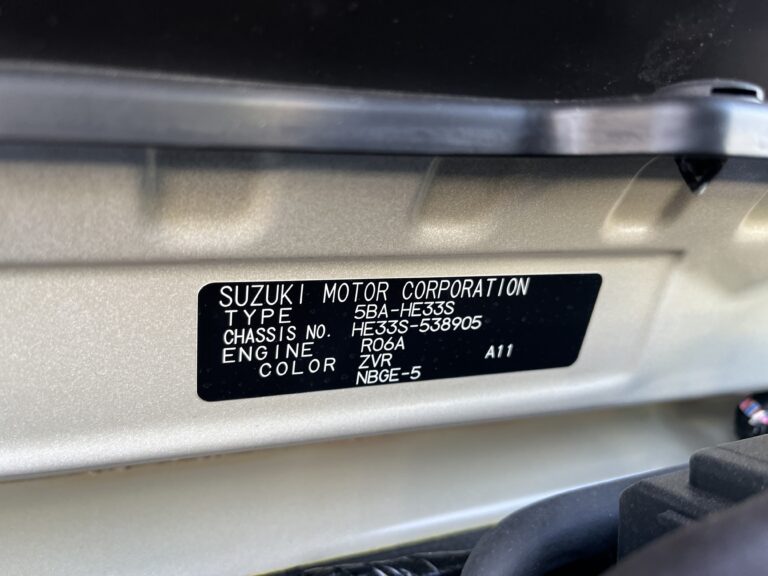 SUZUKI MOTOR CORPORATION
TYPE 5BA-HE33S
CHASSIS NO. HE33S-538905
ENGINE R06A
COLOR ZVR A11
NBGE-5